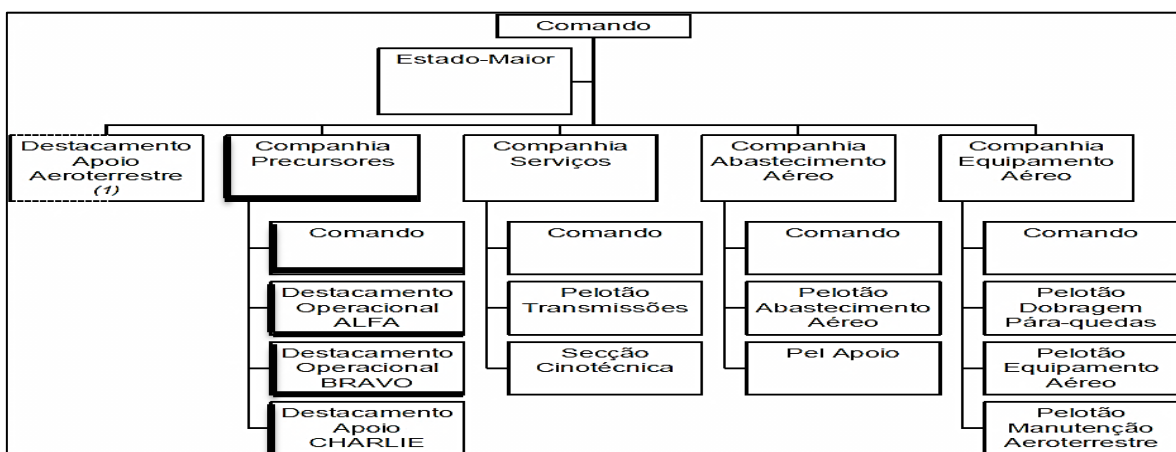 Comando
Estado-Maior
Destacamento
Apoio
Aeroterrestre
(1)
Companhia
Precursores
Companhia
Serviços
Companhia
Abastecimento
Aéreo
Companhia
Equipamento
Aéreo
Comando
Destacamento
Operacional
ALFA
Destacamento
Operacional
BRAVO
Destacamento
Apoio
CHARLIE
Comando
Pelotão
Transmissões
Secção
Cinotécnica
Comando
Pelotão
Abastecimento
Aéreo
Pel Apoio
Comando
Pelotão
Dobragem
Pára-quedas
Pelotão
Equipamento
Aéreo
Pelotão
Manutenção
Aeroterrestre